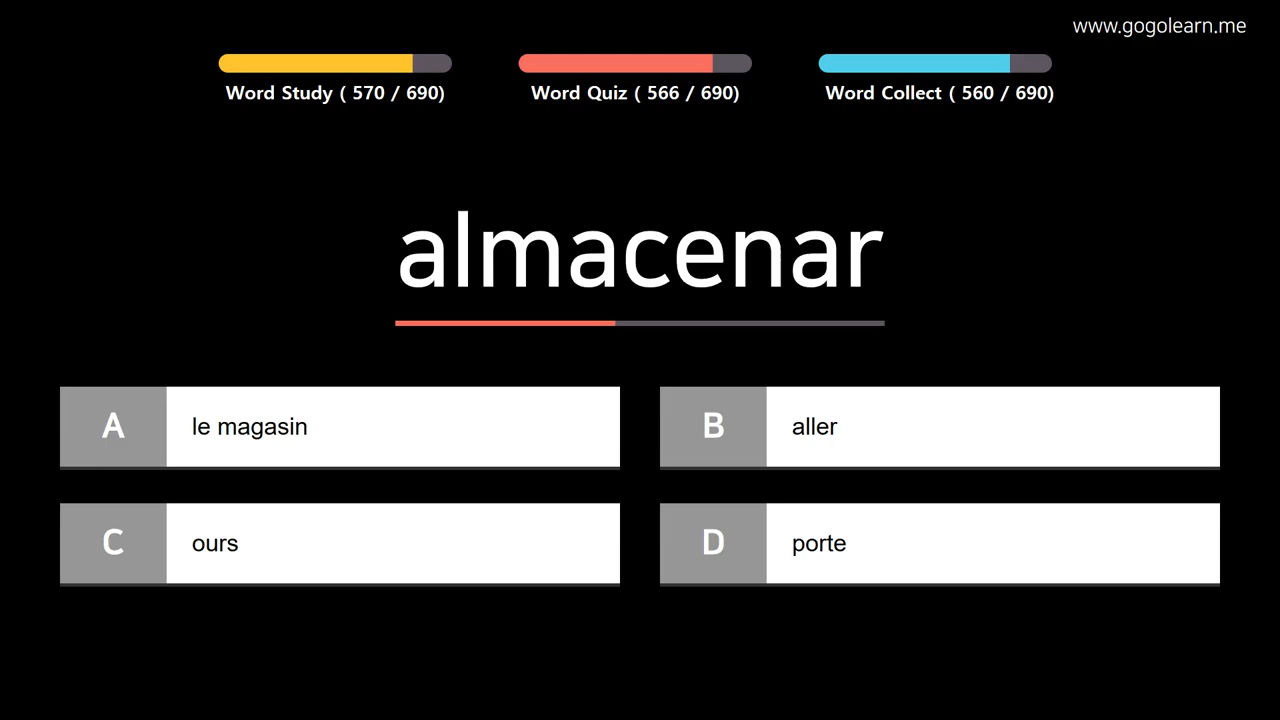 www.gogolearn.me
Word Study ( 570 / 690)
Word Quiz ( 566 / 690)
Word Collect ( 560 / 690)
almacenar
A le magasin
B aller
C ours
D porte